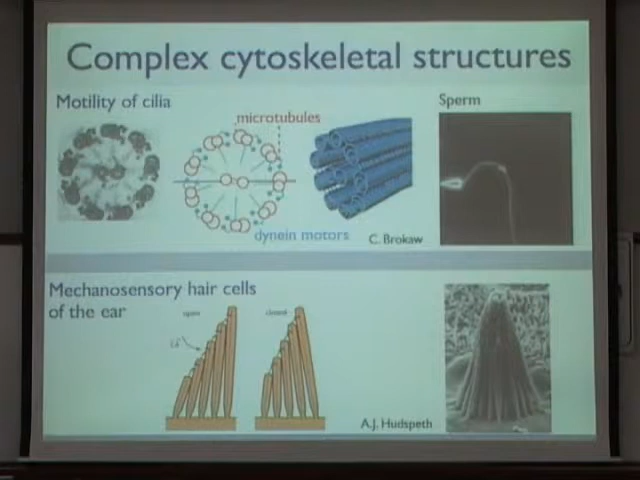 Complex cytoskeletal structures
Motility of cilia
Sperm
microtubules
dynein motors
C. Brokaw
Mechanosensory hair cells
of the ear
open
closed
A.J. Hudspeth